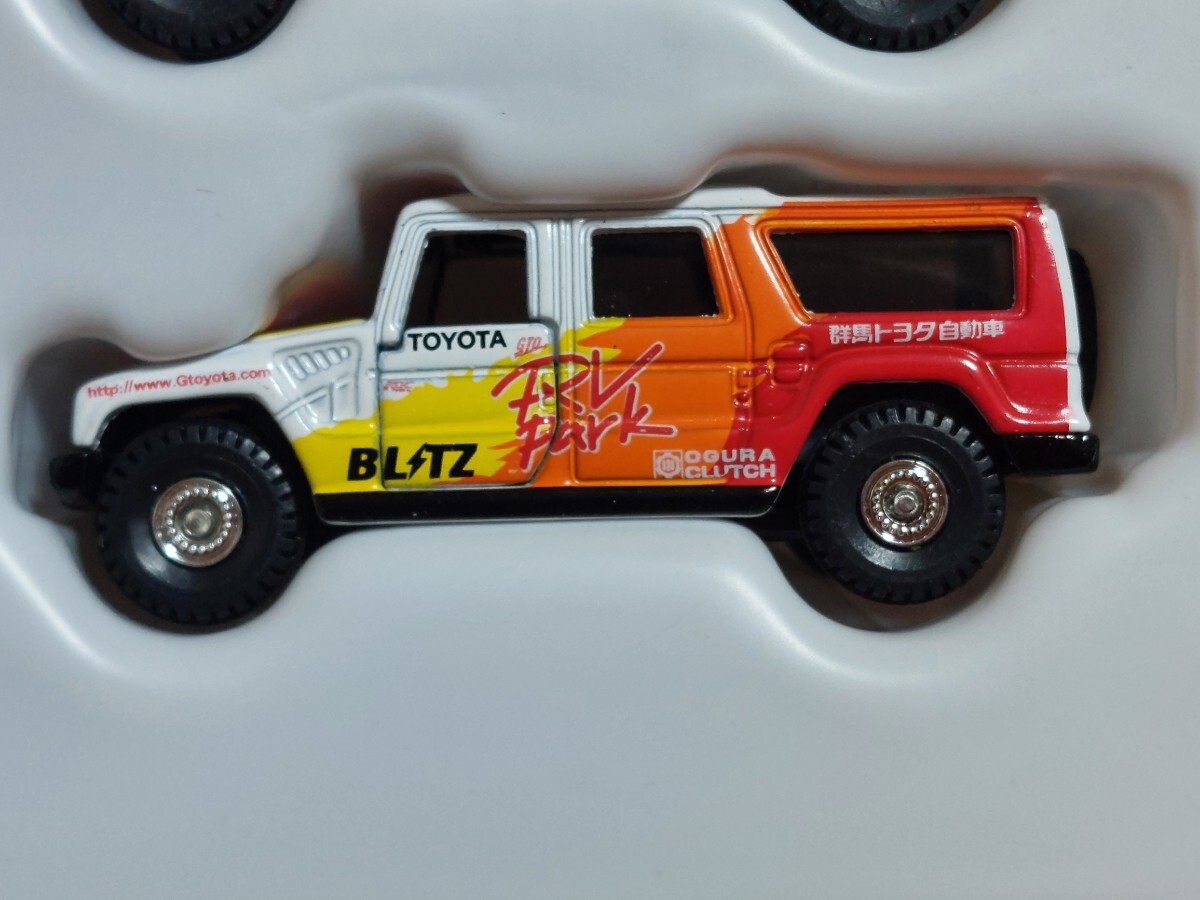 TOYOTA
GTO
群馬トヨタ自動車
http://www.Gtoyota.com
RV
Park
BLITZ
OGURA
CLUTCH